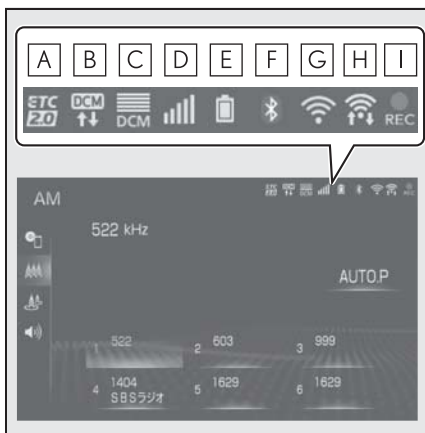 A B C D E F G H I
ETC 2.0 DCM DCM REC
AM
522 kHz
AUTO.P
1 522 2 603 3 999
4 1404 SBSラジオ 5 1629 6 1629